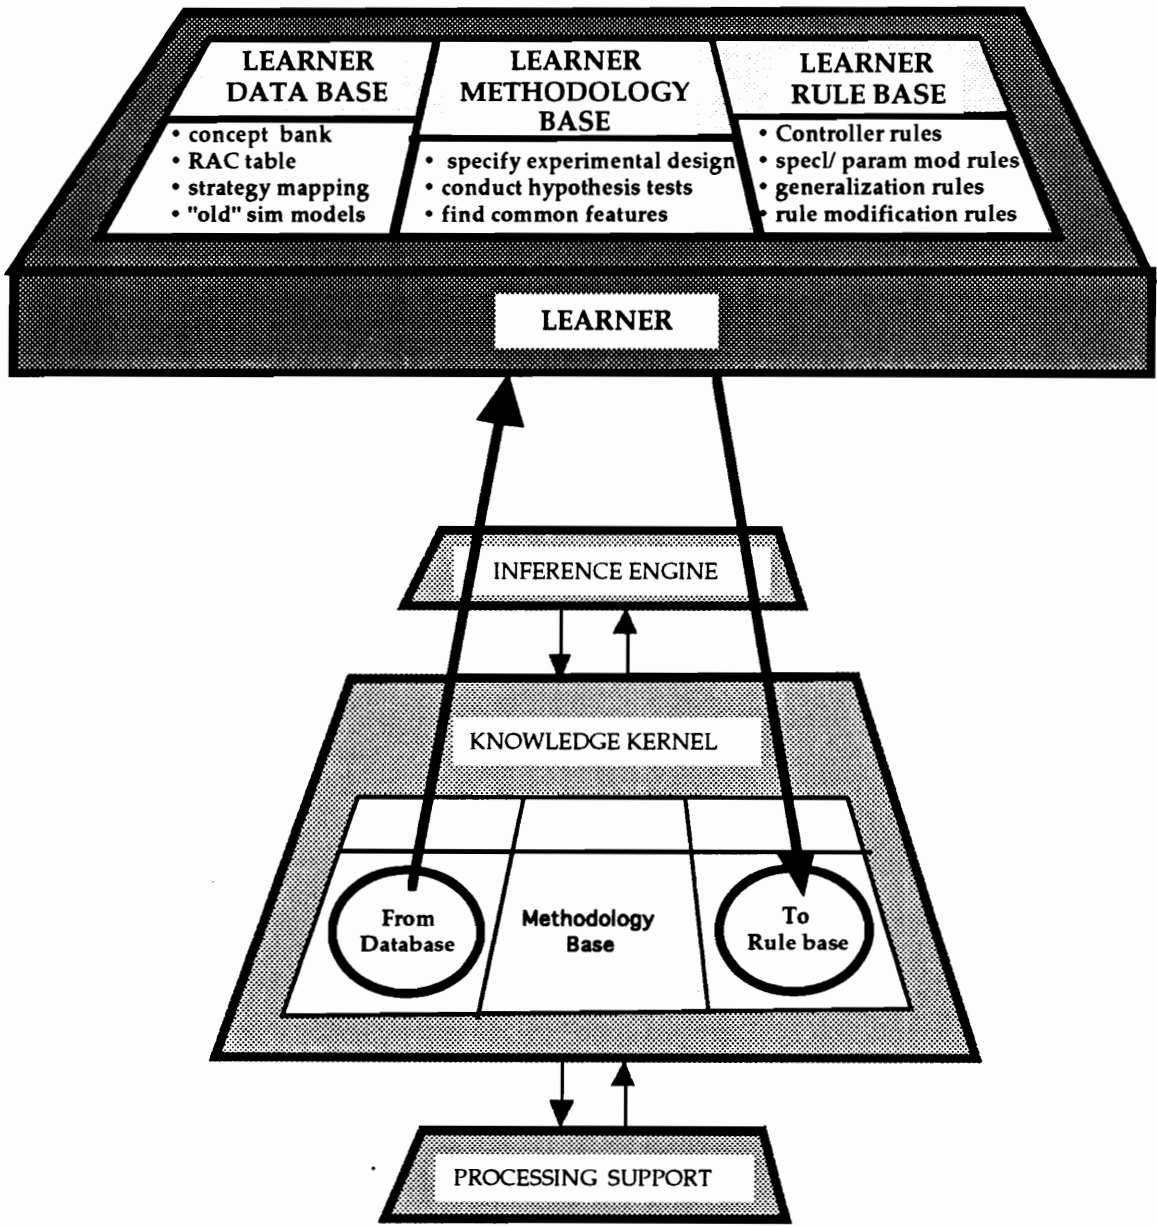 LEARNER
DATA BASE
• concept bank
• RAC table
• strategy mapping
• "old" sim models
LEARNER
METHODOLOGY
BASE
• specify experimental design
• conduct hypothesis tests
• find common features
LEARNER
RULE BASE
• Controller rules
• specl/ param mod rules
• generalization rules
• rule modification rules
LEARNER
INFERENCE ENGINE
KNOWLEDGE KERNEL
From
Database
Methodology
Base
To
Rule base
PROCESSING SUPPORT